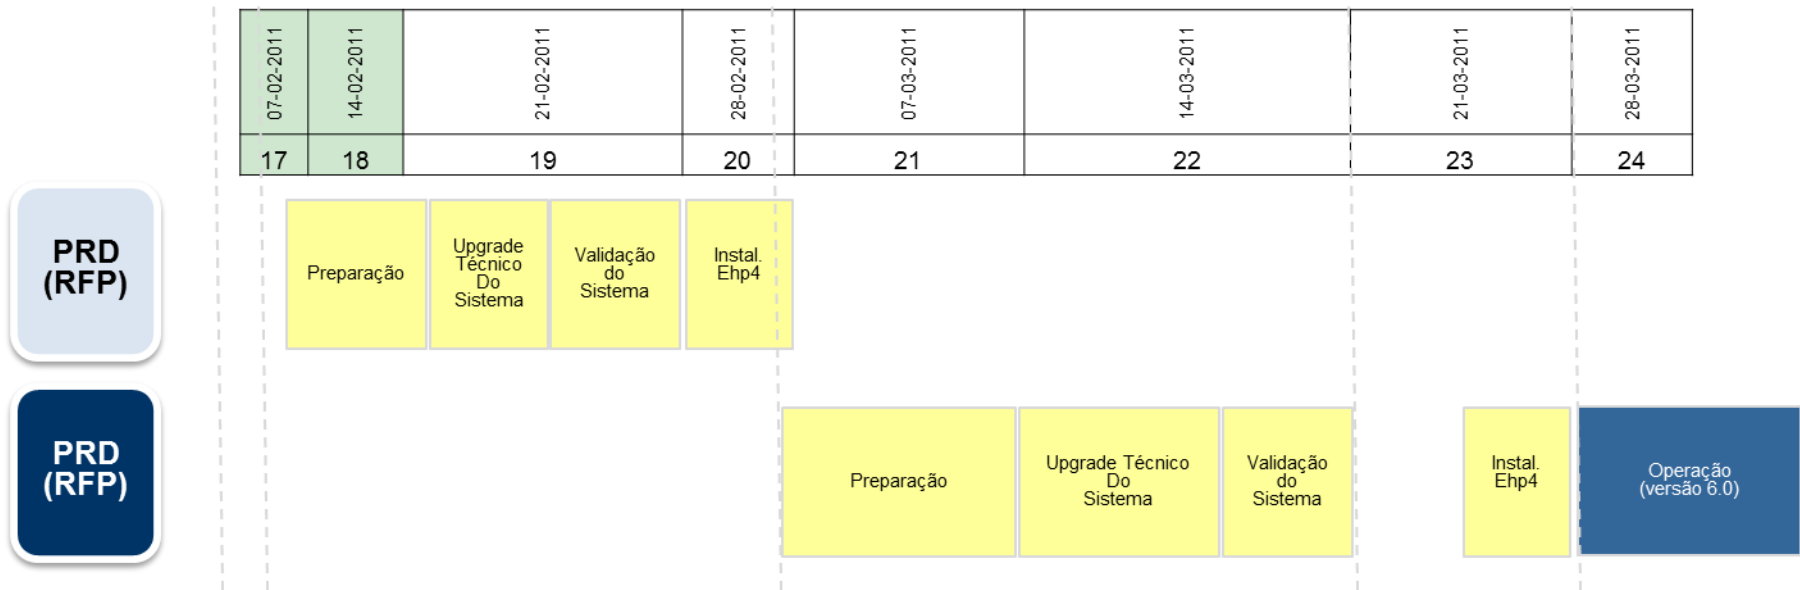 07-02-2011
14-02-2011
21-02-2011
28-02-2011
07-03-2011
14-03-2011
21-03-2011
28-03-2011
17
18
19
20
21
22
23
24
PRD
(RFP)
Preparação
Upgrade
Técnico
Do
Sistema
Validação
do
Sistema
Instal.
Ehp4
PRD
(RFP)
Preparação
Upgrade Técnico
Do
Sistema
Validação
do
Sistema
Instal.
Ehp4
Operação
(versão 6.0)